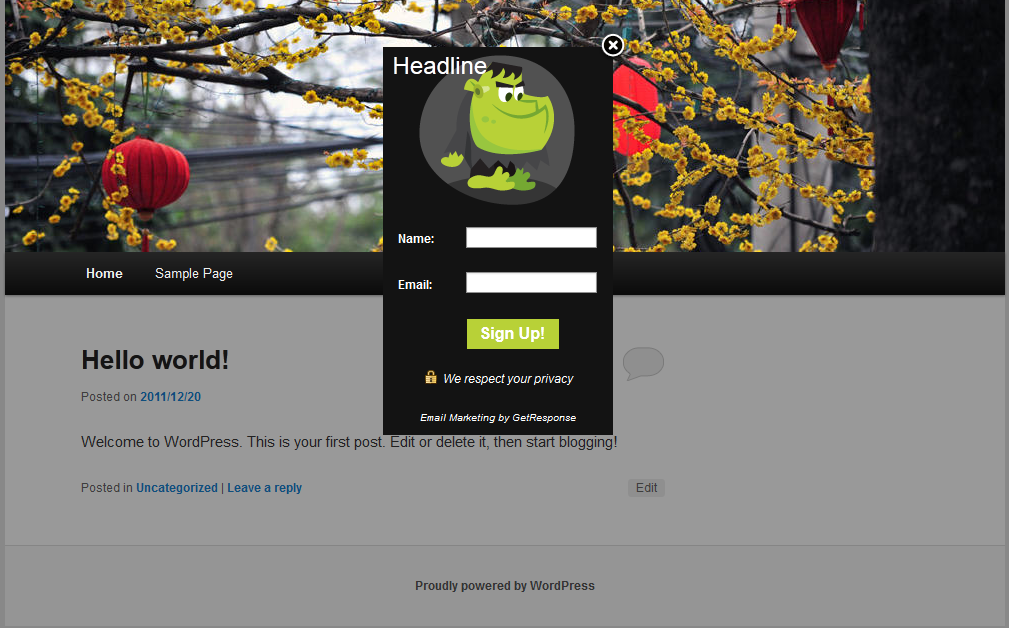 Headline
Name:
Email:
Sign Up!
We respect your privacy
Email Marketing by GetResponse
Home Sample Page
Hello world!
Posted on 2011/12/20
Welcome to WordPress. This is your first post. Edit or delete it, then start blogging!
Posted in Uncategorized | Leave a reply
Edit
Proudly powered by WordPress